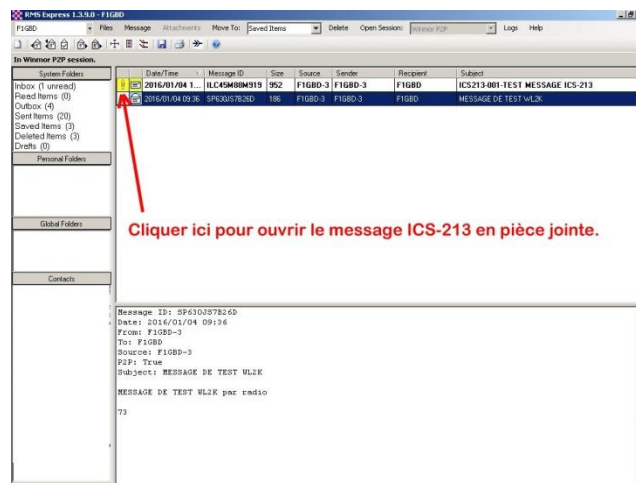 RMS Express 1.3.9.0 - F1GBD
F1GBD Files Message Attachments Move To: Saved Items Delete Open Session: Winmor P2P Logs Help
In Winmor P2P session.
System Folders
Inbox (1 unread)
Read Items (0)
Outbox (4)
Sent Items (20)
Saved Items (3)
Deleted Items (3)
Drafts (0)
Personal Folders
Global Folders
Contacts
Date/Time Message ID Size Source Sender Recipient Subject
2016/01/04 1... ILC45M88M919 952 F1GBD-3 F1GBD-3 F1GBD ICS213-001-TEST MESSAGE ICS-213
2016/01/04 09:36 SP630JS7B26D 186 F1GBD-3 F1GBD-3 F1GBD MESSAGE DE TEST WL2K
Cliquer ici pour ouvrir le message ICS-213 en pièce jointe.
Message ID: SP630JS7B26D
Date: 2016/01/04 09:36
From: F1GBD-3
To: F1GBD
Source: F1GBD-3
P2P: True
Subject: MESSAGE DE TEST WL2K
MESSAGE DE TEST WL2K par radio
73